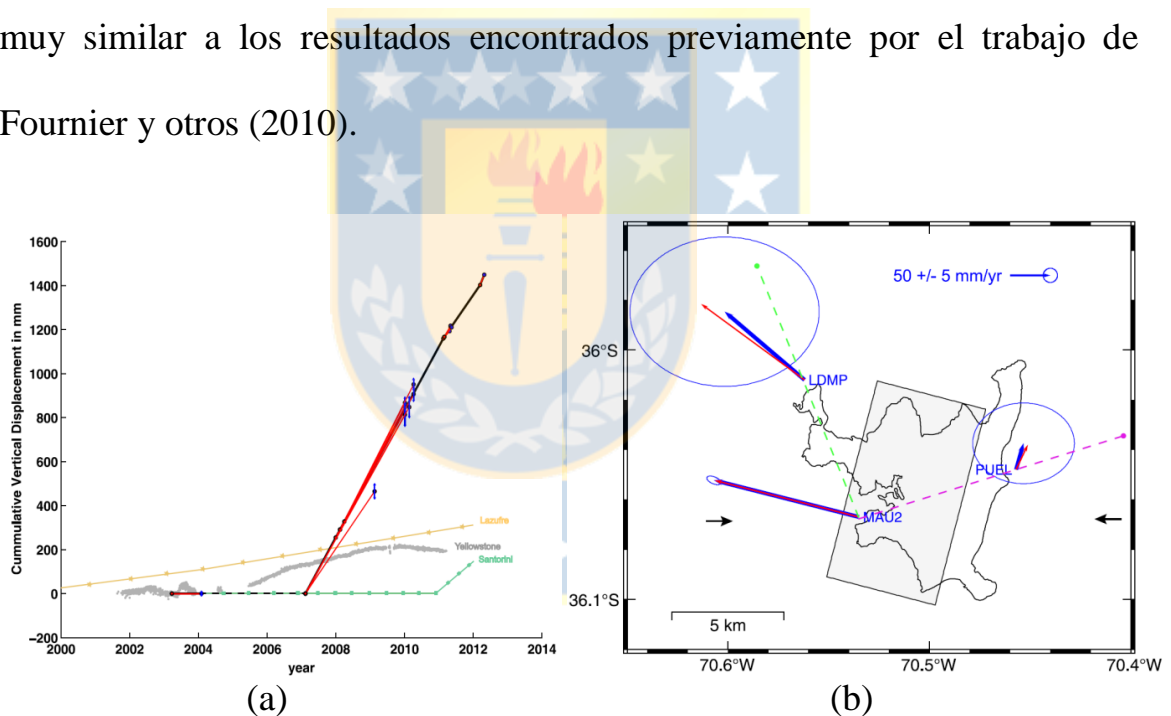 muy similar a los resultados encontrados previamente por el trabajo de
Fournier y otros (2010).
1600
1400
1200
1000
800
600
400
200
0
−200
Cummulative Vertical Displacement in mm
Lazufre
Yellowstone
Santorini
2000 2002 2004 2006 2008 2010 2012 2014
year
(a)
50 +/- 5 mm/yr
36°S
36.1°S
LDMP
PUEL
MAU2
5 km
70.6°W 70.5°W 70.4°W
(b)